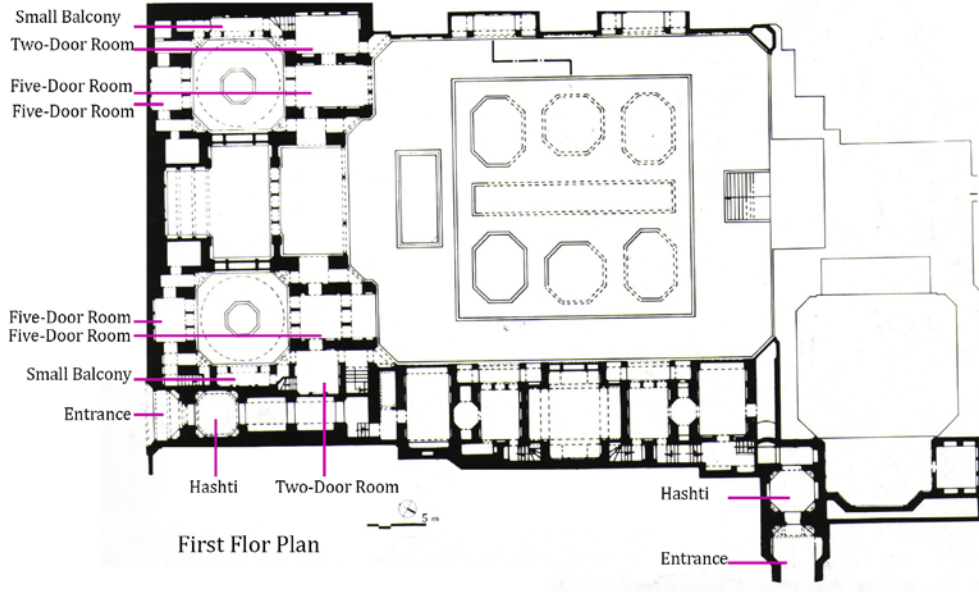 Small Balcony
Two-Door Room
Five-Door Room
Five-Door Room
Five-Door Room
Five-Door Room
Small Balcony
Entrance
Hashti
Two-Door Room
Hashti
5 m
First Flor Plan
Entrance